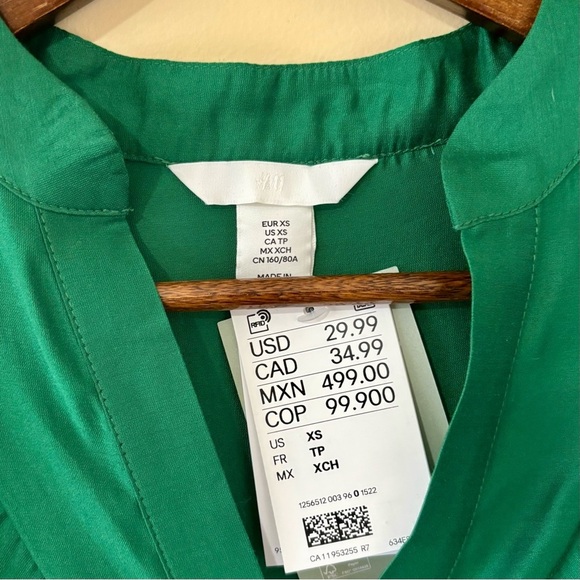 H&M
EUR XS
US XS
CA TP
MX XCH
CN 160/80A
MADE IN
RFID
USD 29.99
CAD 34.99
MXN 499.00
COP 99.900
US XS
FR TP
MX XCH
1256512 003 96 0 1522
CA11953255 R7